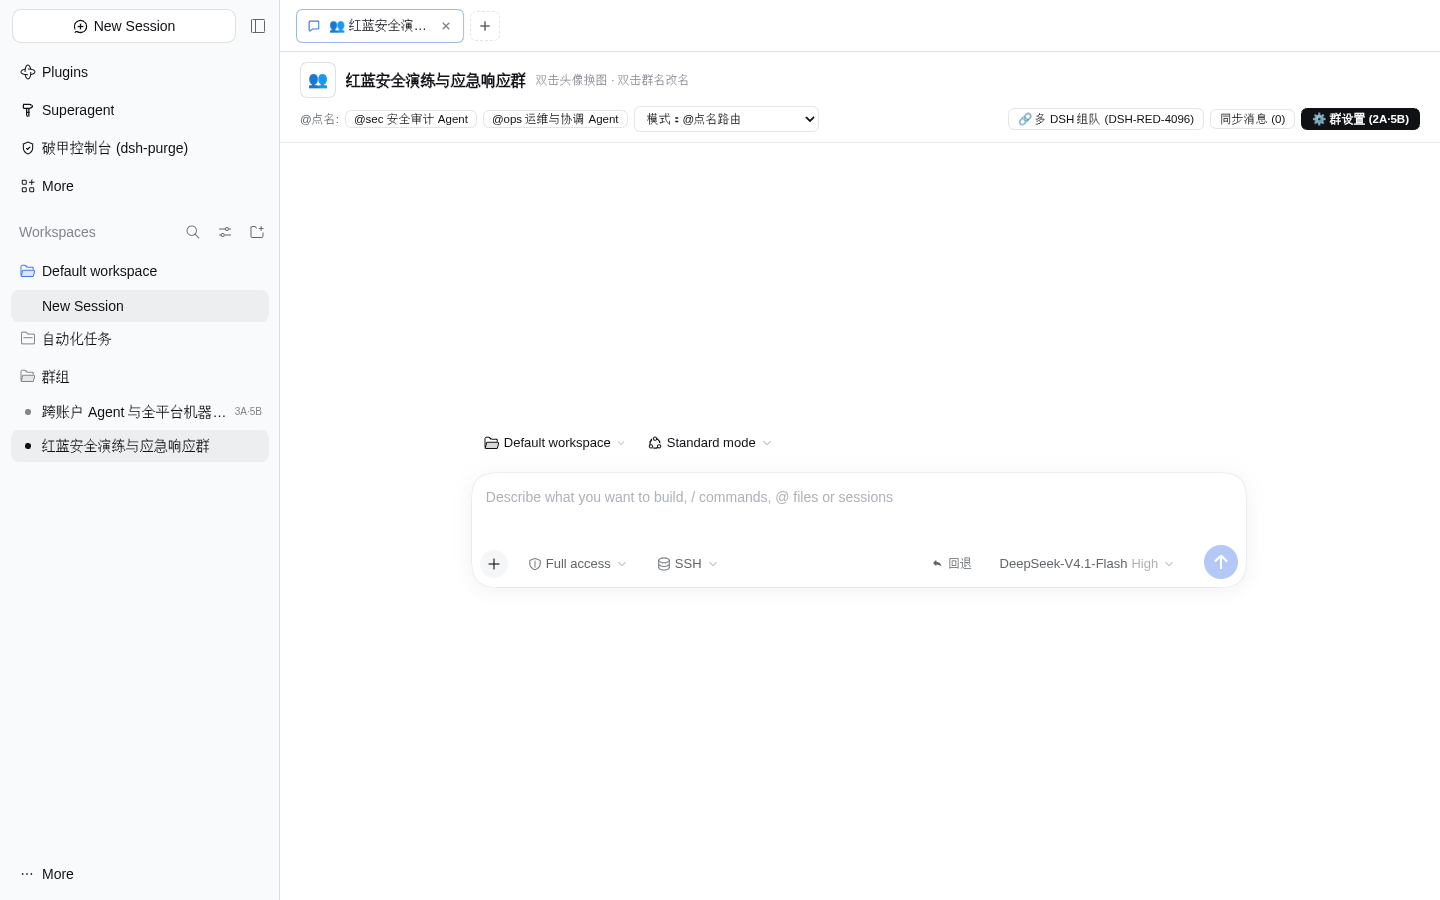 New Session
Plugins
Superagent
破甲控制台 (dsh-purge)
More
Workspaces
Default workspace
New Session
自动化任务
群组
跨账户 Agent 与全平台机器… 3A·5B
红蓝安全演练与应急响应群
More
👥 红蓝安全演…
👥 红蓝安全演练与应急响应群 双击头像换图 · 双击群名改名
@点名: @sec 安全审计 Agent @ops 运维与协调 Agent 模式：@点名路由 🔗 多 DSH 组队 (DSH-RED-4096) 同步消息 (0) ⚙️ 群设置 (2A·5B)
Default workspace Standard mode
Describe what you want to build, / commands, @ files or sessions
Full access SSH 回退 DeepSeek-V4.1-Flash High